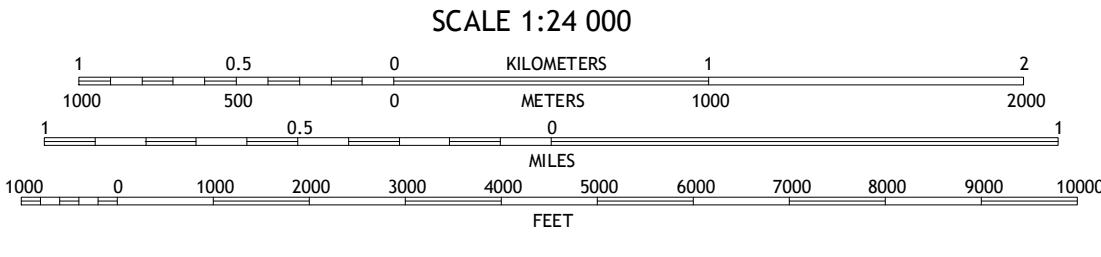 SCALE 1:24 000
1 0.5 0 KILOMETERS 1 2
1000 500 0 METERS 1000 2000
1 0.5 0 1
MILES
1000 0 1000 2000 3000 4000 5000 6000 7000 8000 9000 10000
FEET